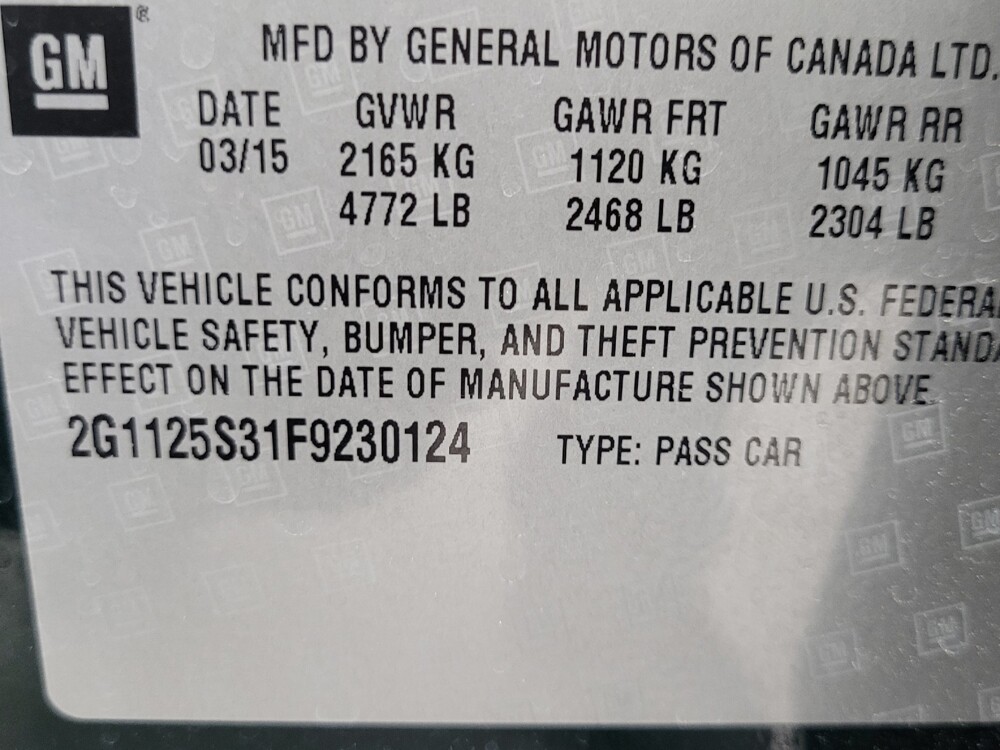 GM ®
MFD BY GENERAL MOTORS OF CANADA LTD.
DATE GVWR GAWR FRT GAWR RR
03/15 2165 KG 1120 KG 1045 KG
4772 LB 2468 LB 2304 LB
THIS VEHICLE CONFORMS TO ALL APPLICABLE U.S. FEDERA
VEHICLE SAFETY, BUMPER, AND THEFT PREVENTION STANDA
EFFECT ON THE DATE OF MANUFACTURE SHOWN ABOVE.
2G1125S31F9230124 TYPE: PASS CAR